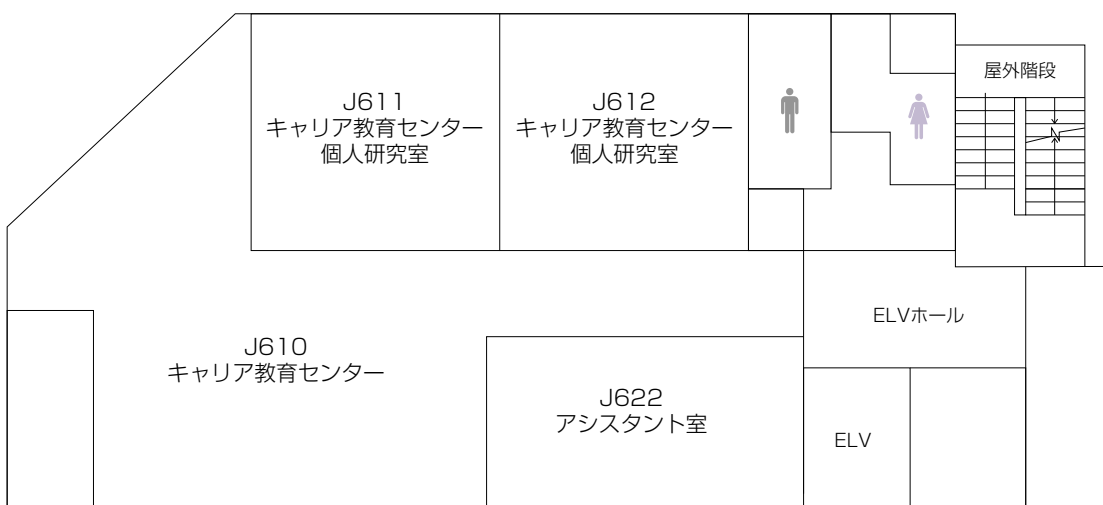 J611
キャリア教育センター
個人研究室
J612
キャリア教育センター
個人研究室
屋外階段
N
ELVホール
J610
キャリア教育センター
J622
アシスタント室
ELV